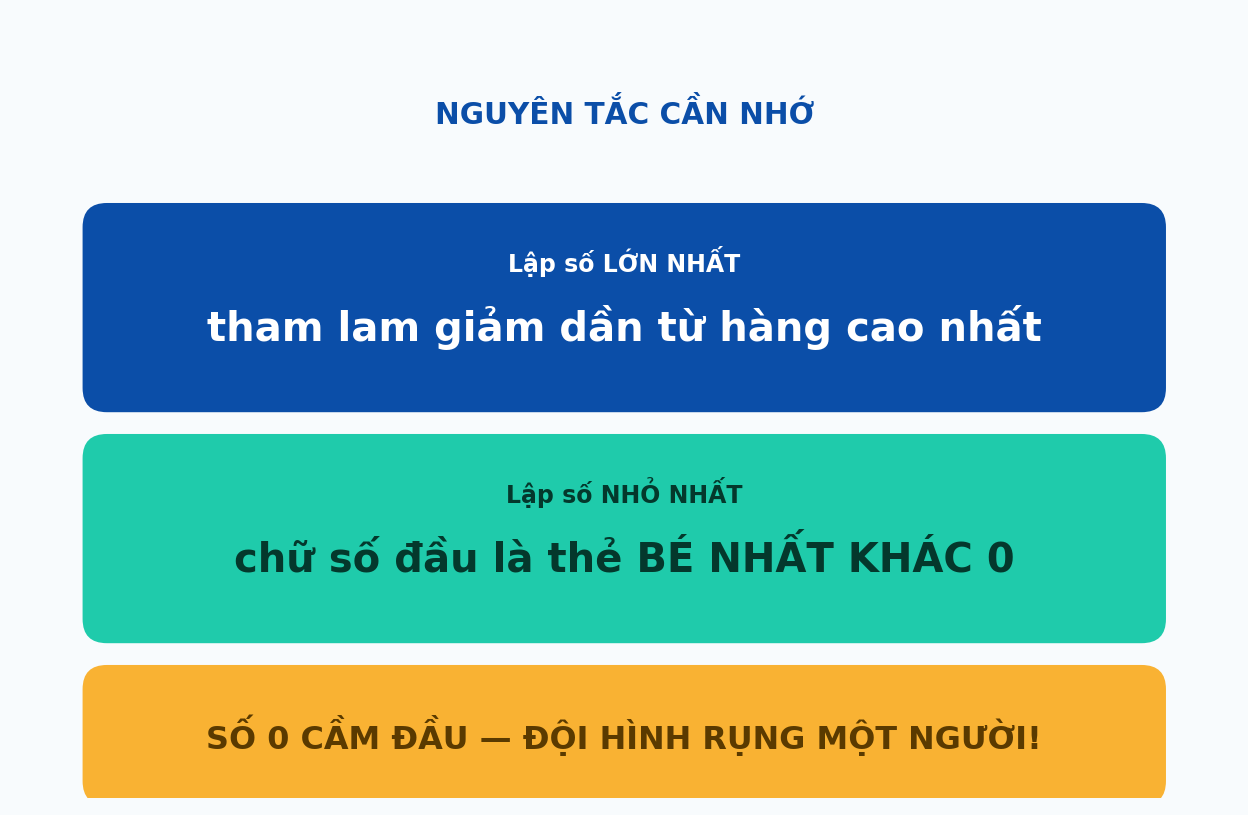 NGUYÊN TẮC CẦN NHỚ
Lập số LỚN NHẤT
tham lam giảm dần từ hàng cao nhất
Lập số NHỎ NHẤT
chữ số đầu là thẻ BÉ NHẤT KHÁC 0
SỐ 0 CẦM ĐẦU — ĐỘI HÌNH RỤNG MỘT NGƯỜI!